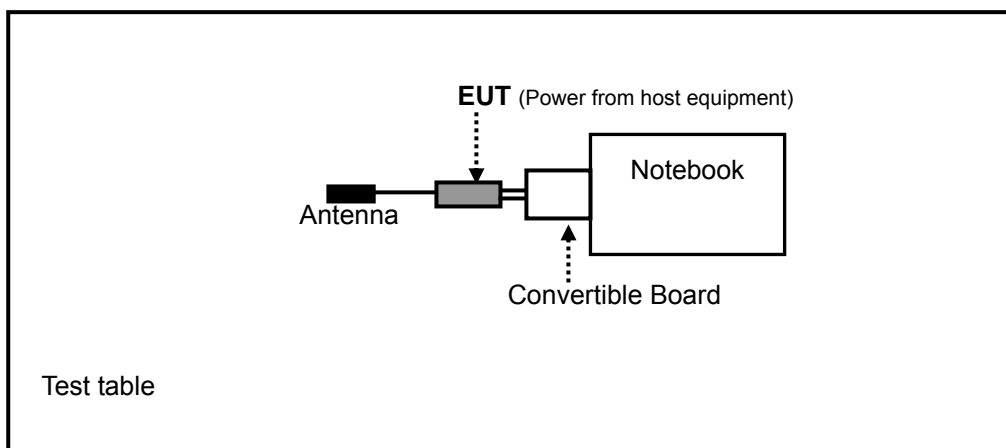 EUT (Power from host equipment)
Notebook
Antenna
Convertible Board
Test table